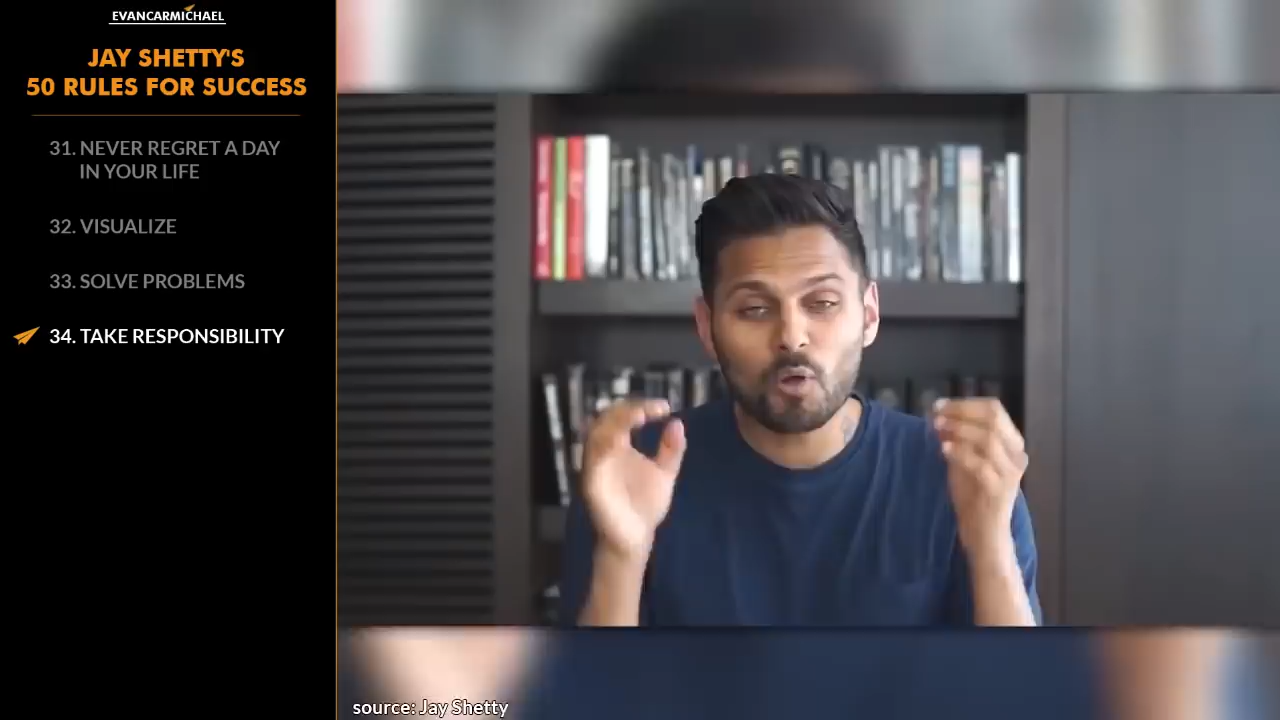 EVANCARMICHAEL
JAY SHETTY'S
50 RULES FOR SUCCESS
31. NEVER REGRET A DAY
IN YOUR LIFE
32. VISUALIZE
33. SOLVE PROBLEMS
34. TAKE RESPONSIBILITY
source: Jay Shetty